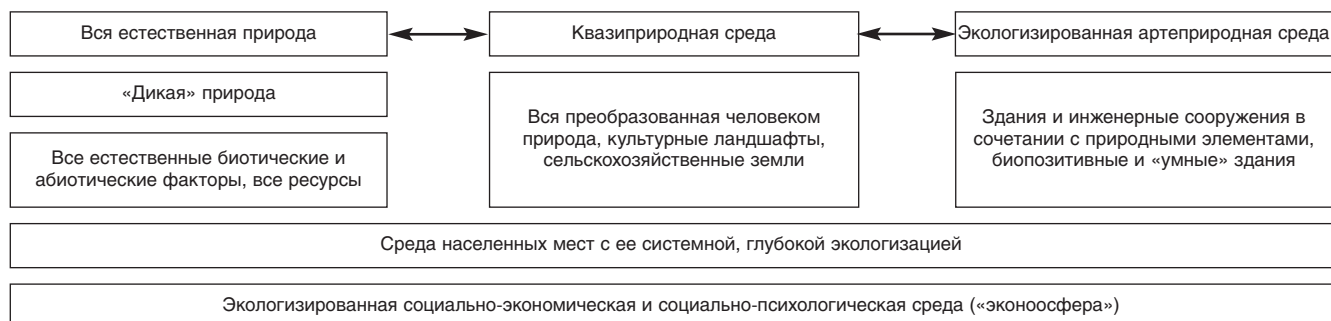 Вся естественная природа
Квазиприродная среда
Экологизированная артеприродная среда
«Дикая» природа
Все естественные биотические и
абиотические факторы, все ресурсы
Вся преобразованная человеком
природа, культурные ландшафты,
сельскохозяйственные земли
Здания и инженерные сооружения в
сочетании с природными элементами,
биопозитивные и «умные» здания
Среда населенных мест с ее системной, глубокой экологизацией
Экологизированная социально-экономическая и социально-психологическая среда («эконоосфера»)